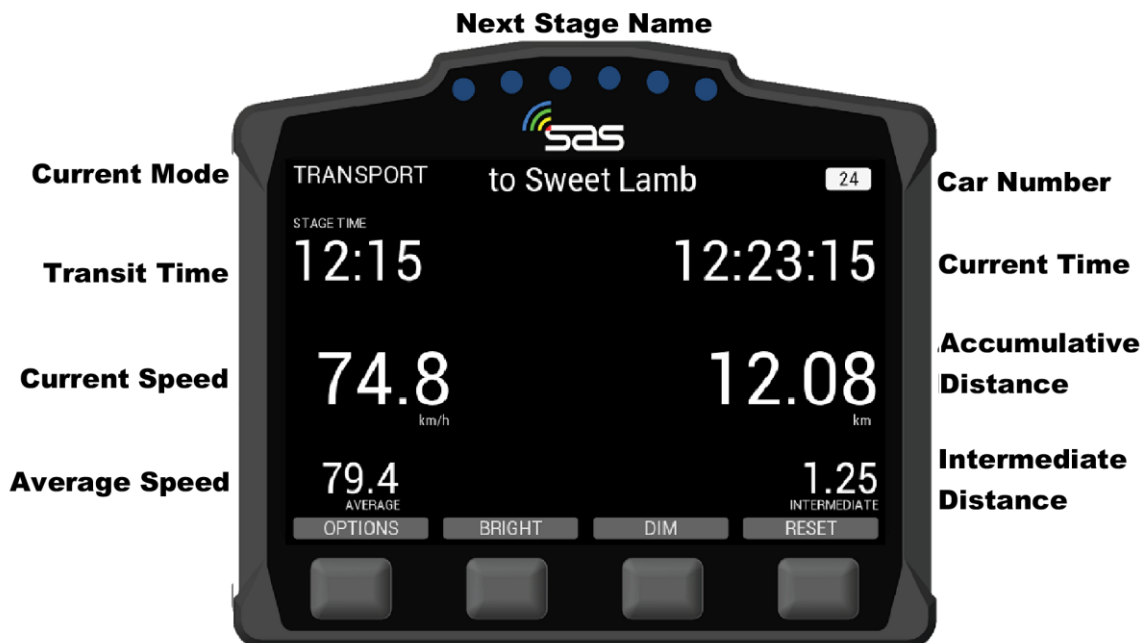 Next Stage Name
sas
Current Mode
TRANSPORT
to Sweet Lamb
24
Car Number
STAGE TIME
Transit Time
12:15
12:23:15
Current Time
Current Speed
74.8
km/h
12.08
km
Accumulative
Distance
Average Speed
79.4
AVERAGE
1.25
INTERMEDIATE
Intermediate
Distance
OPTIONS
BRIGHT
DIM
RESET